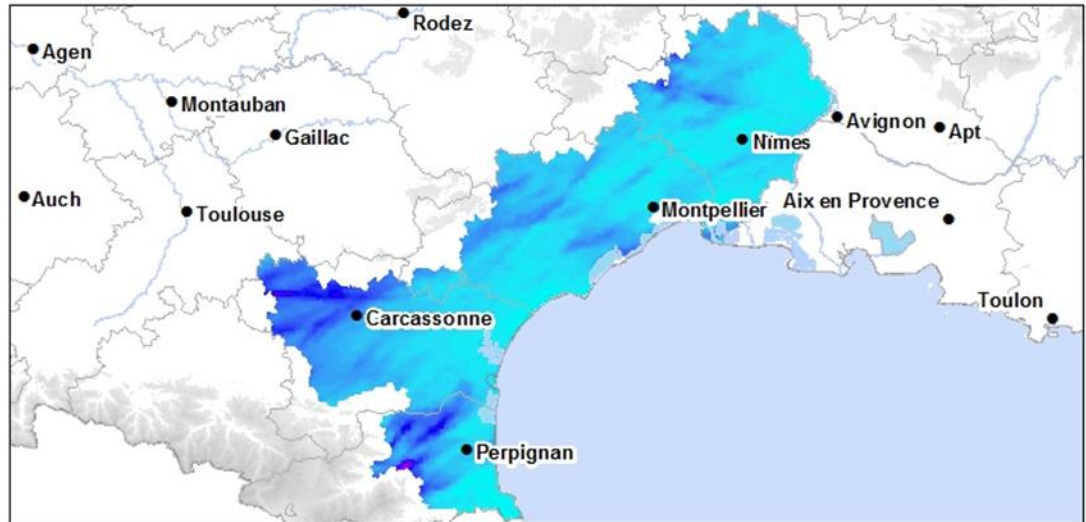 Rodez
Agen
Montauban
Gaillac
Avignon
Apt
Nîmes
Auch
Toulouse
Montpellier
Aix en Provence
Carcassonne
Toulon
Perpignan